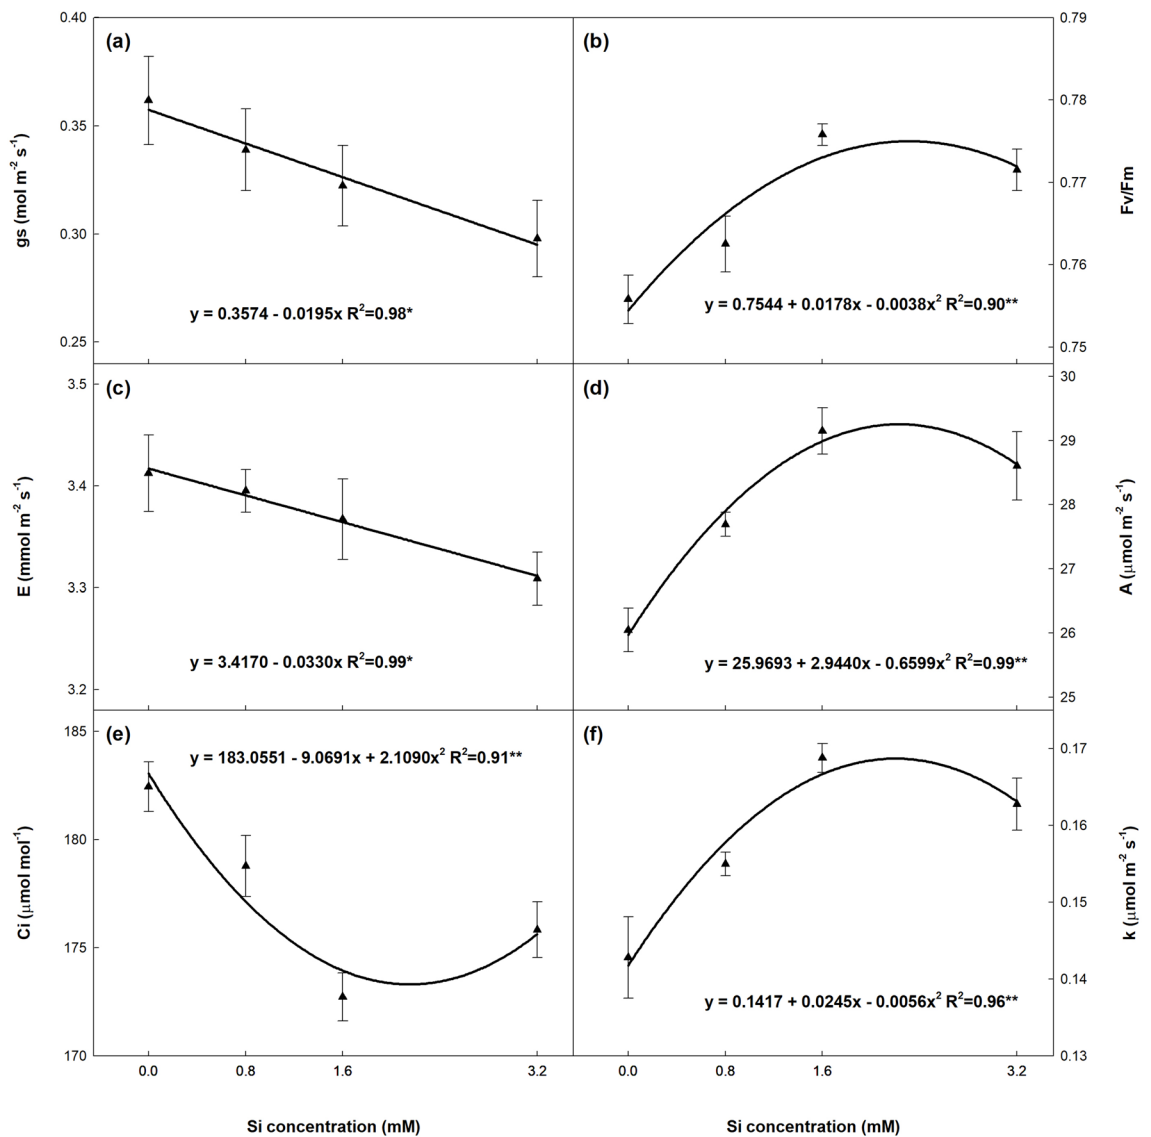 0.40
(a)
0.35
0.30
0.25
gs (mol m⁻² s⁻¹)
y = 0.3574 - 0.0195x R²=0.98*
(b)
0.79
0.78
0.77
0.76
0.75
Fv/Fm
y = 0.7544 + 0.0178x - 0.0038x² R²=0.90**
(c)
3.5
3.4
3.3
3.2
E (mmol m⁻² s⁻¹)
y = 3.4170 - 0.0330x R²=0.99*
(d)
30
29
28
27
26
25
A (μmol m⁻² s⁻¹)
y = 25.9693 + 2.9440x - 0.6599x² R²=0.99**
(e)
185
180
175
170
Ci (μmol mol⁻¹)
y = 183.0551 - 9.0691x + 2.1090x² R²=0.91**
0.0 0.8 1.6 3.2
Si concentration (mM)
(f)
0.17
0.16
0.15
0.14
0.13
k (μmol m⁻² s⁻¹)
y = 0.1417 + 0.0245x - 0.0056x² R²=0.96**
0.0 0.8 1.6 3.2
Si concentration (mM)